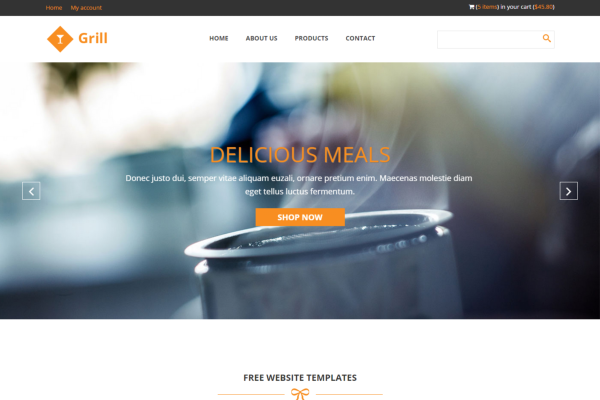 Home My account
(5 items) in your cart ($45.80)
Grill
HOME ABOUT US PRODUCTS CONTACT
DELICIOUS MEALS
Donec justo dui, semper vitae aliquam euzali, ornare pretium enim. Maecenas molestie diam
eget tellus luctus fermentum.
SHOP NOW
FREE WEBSITE TEMPLATES